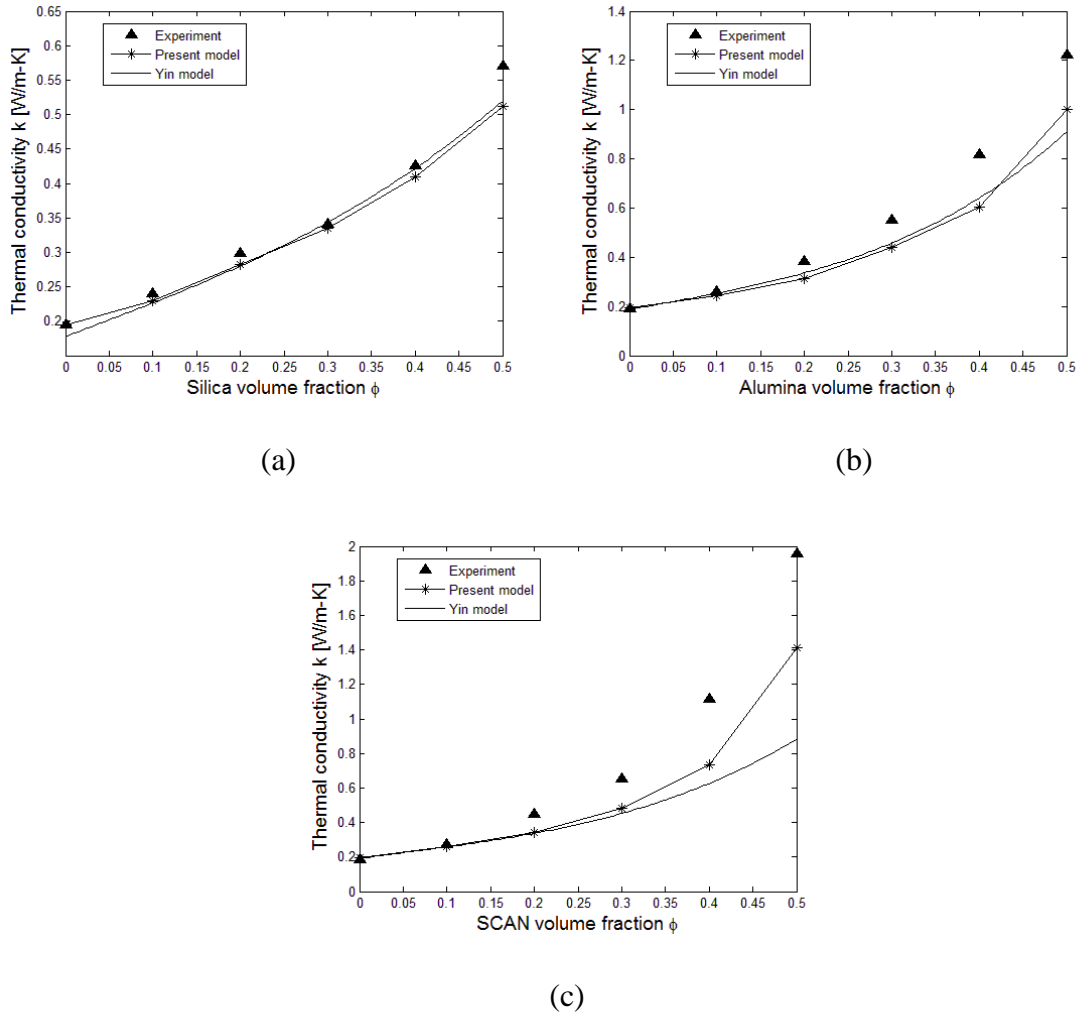 0.65
0.6
0.55
0.5
0.45
0.4
0.35
0.3
0.25
0.2
Thermal conductivity k [W/m-K]
Experiment
Present model
Yin model
0 0.05 0.1 0.15 0.2 0.25 0.3 0.35 0.4 0.45 0.5
Silica volume fraction ϕ
(a)
1.4
1.2
1
0.8
0.6
0.4
0.2
0
Thermal conductivity k [W/m-K]
Experiment
Present model
Yin model
0 0.05 0.1 0.15 0.2 0.25 0.3 0.35 0.4 0.45 0.5
Alumina volume fraction ϕ
(b)
2
1.8
1.6
1.4
1.2
1
0.8
0.6
0.4
0.2
0
Thermal conductivity k [W/m-K]
Experiment
Present model
Yin model
0 0.05 0.1 0.15 0.2 0.25 0.3 0.35 0.4 0.45 0.5
SCAN volume fraction ϕ
(c)